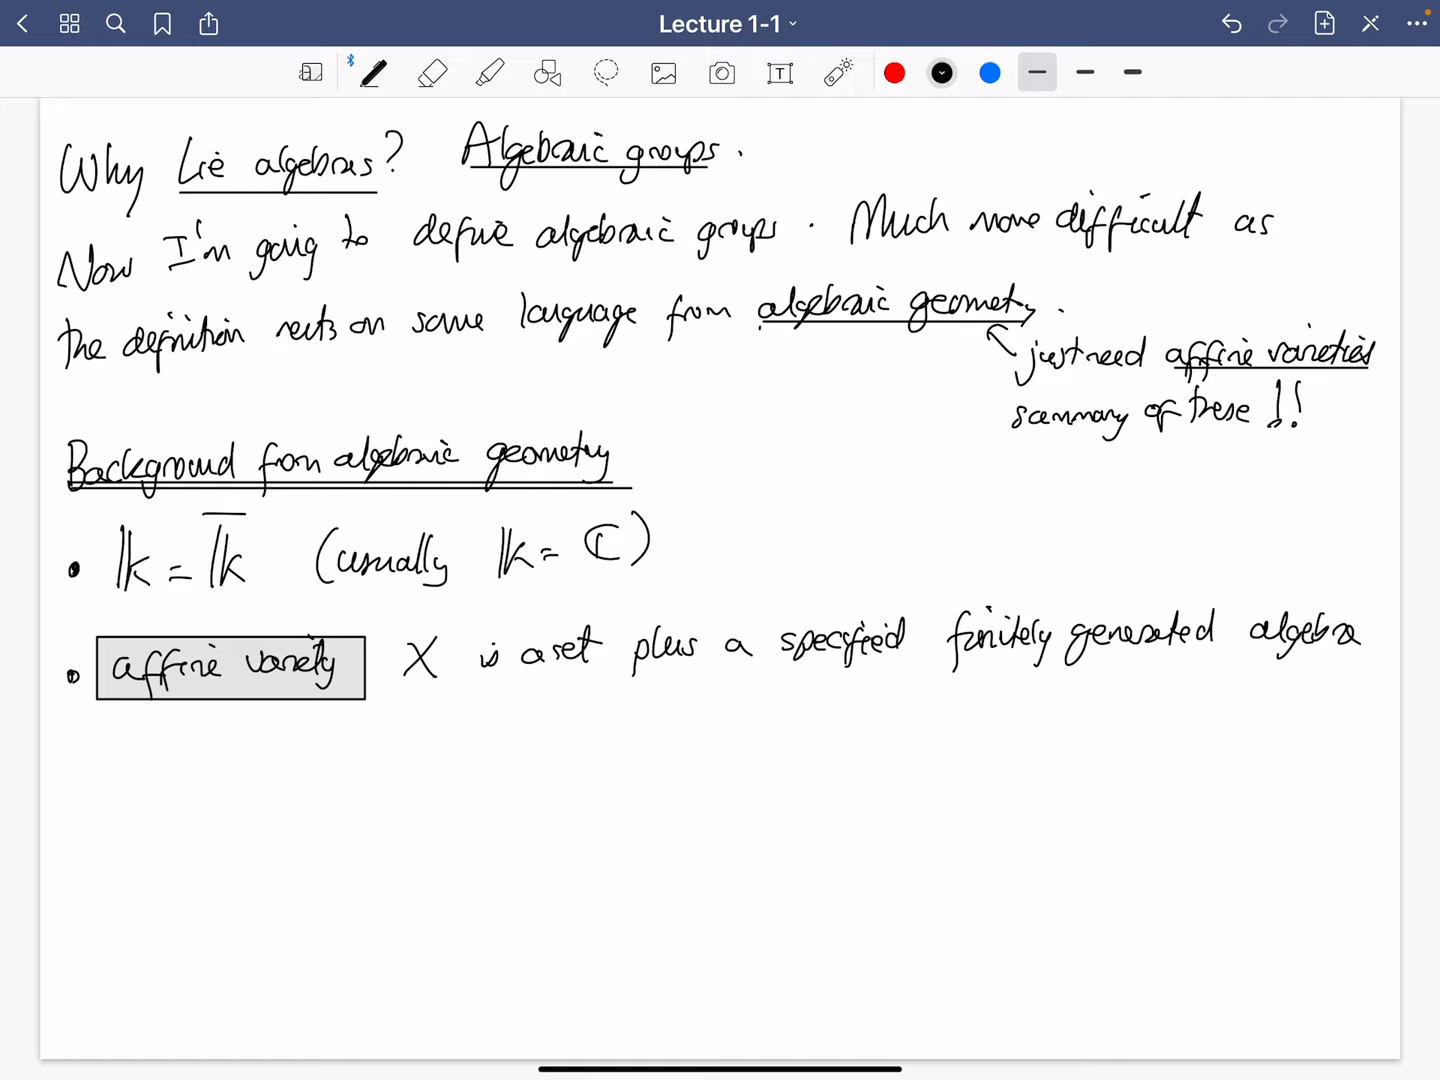 Lecture 1-1
Why Lie algebras? Algebraic groups.
Now I'm going to define algebraic groups. Much more difficult as
the definition rests on some language from algebraic geometry.
just need affine varieties
summary of these !!
Background from algebraic geometry
• 𝕜 = 𝕜̅ (usually 𝕜 = ℂ)
• affine variety X is a set plus a specified finitely generated algebra